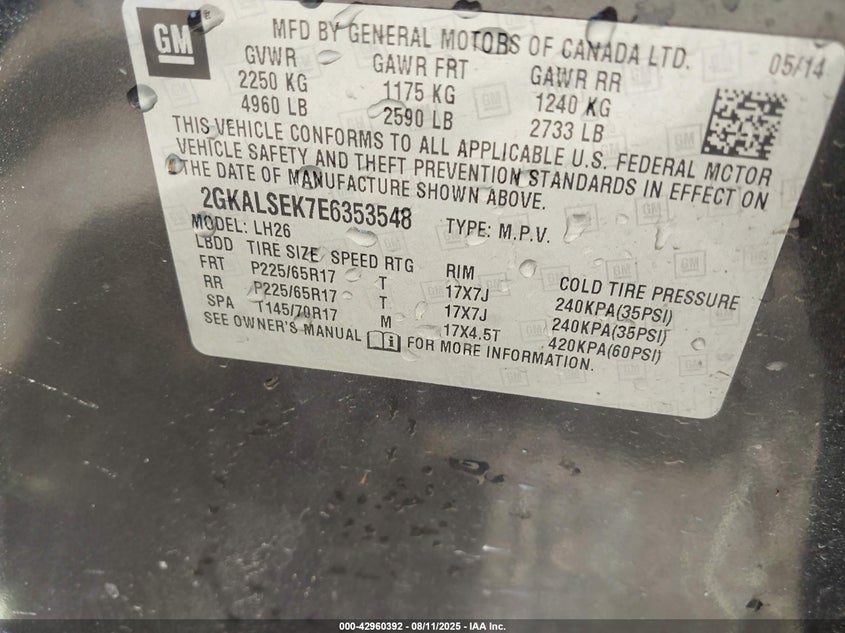 GM
MFD BY GENERAL MOTORS OF CANADA LTD.
05/14
GVWR GAWR FRT GAWR RR
2250 KG 1175 KG 1240 KG
4960 LB 2590 LB 2733 LB
THIS VEHICLE CONFORMS TO ALL APPLICABLE U.S. FEDERAL MOTOR
VEHICLE SAFETY AND THEFT PREVENTION STANDARDS IN EFFECT ON
THE DATE OF MANUFACTURE SHOWN ABOVE.
2GKALSEK7E6353548 TYPE: M.P.V.
MODEL: LH26
LBDD TIRE SIZE SPEED RTG RIM COLD TIRE PRESSURE
FRT P225/65R17 T 17X7J 240KPA(35PSI)
RR P225/65R17 T 17X7J 240KPA(35PSI)
SPA T145/70R17 M 17X4.5T 420KPA(60PSI)
SEE OWNER'S MANUAL FOR MORE INFORMATION.
000-42960392 - 08/11/2025 - IAA Inc.